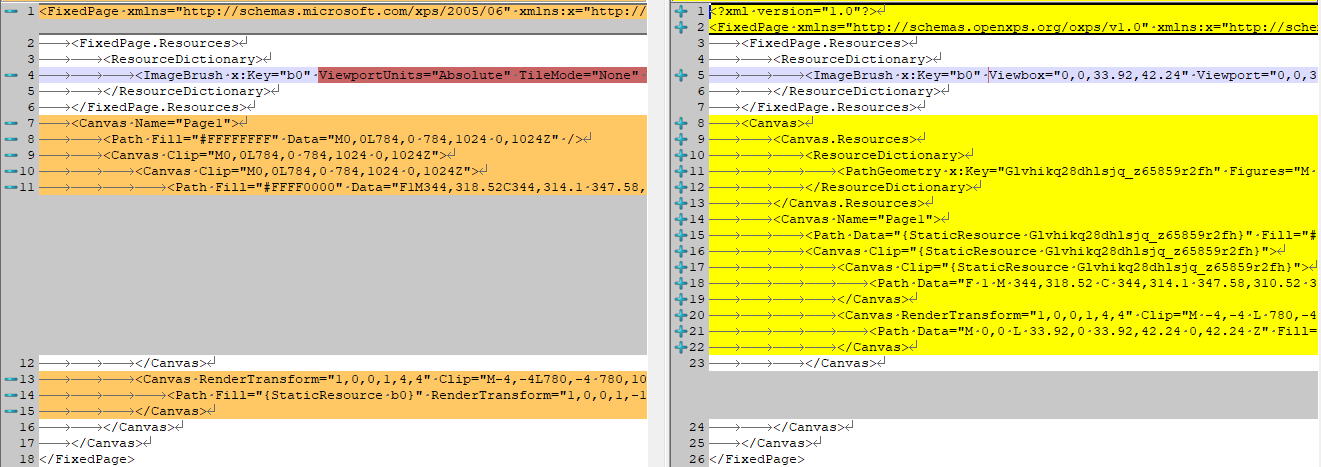 1 <FixedPage xmlns="http://schemas.microsoft.com/xps/2005/06" xmlns:x="http://
2 <FixedPage.Resources>
3 <ResourceDictionary>
4 <ImageBrush x:Key="b0" ViewportUnits="Absolute" TileMode="None"
5 </ResourceDictionary>
6 </FixedPage.Resources>
7 <Canvas Name="Page1">
8 <Path Fill="#FFFFFFFF" Data="M0,0L784,0 784,1024 0,1024Z" />
9 <Canvas Clip="M0,0L784,0 784,1024 0,1024Z">
10 <Canvas Clip="M0,0L784,0 784,1024 0,1024Z">
11 <Path Fill="#FFFF0000" Data="F1M344,318.52C344,314.1 347.58,
12 </Canvas>
13 <Canvas RenderTransform="1,0,0,1,4,4" Clip="M-4,-4L780,-4 780,10
14 <Path Fill="{StaticResource b0}" RenderTransform="1,0,0,1,-1
15 </Canvas>
16 </Canvas>
17 </Canvas>
18 </FixedPage>
1 <?xml version="1.0"?>
2 <FixedPage xmlns="http://schemas.openxps.org/oxps/v1.0" xmlns:x="http://sche
3 <FixedPage.Resources>
4 <ResourceDictionary>
5 <ImageBrush x:Key="b0" Viewbox="0,0,33.92,42.24" Viewport="0,0,3
6 </ResourceDictionary>
7 </FixedPage.Resources>
8 <Canvas>
9 <Canvas.Resources>
10 <ResourceDictionary>
11 <PathGeometry x:Key="Glvhikq28dhlsjq_z65859r2fh" Figures="M
12 </ResourceDictionary>
13 </Canvas.Resources>
14 <Canvas Name="Page1">
15 <Path Data="{StaticResource Glvhikq28dhlsjq_z65859r2fh}" Fill="#
16 <Canvas Clip="{StaticResource Glvhikq28dhlsjq_z65859r2fh}">
17 <Canvas Clip="{StaticResource Glvhikq28dhlsjq_z65859r2fh}">
18 <Path Data="F 1 M 344,318.52 C 344,314.1 347.58,310.52 3
19 </Canvas>
20 <Canvas RenderTransform="1,0,0,1,4,4" Clip="M -4,-4 L 780,-4
21 <Path Data="M 0,0 L 33.92,0 33.92,42.24 0,42.24 Z" Fill=
22 </Canvas>
23 </Canvas>
24 </Canvas>
25 </Canvas>
26 </FixedPage>